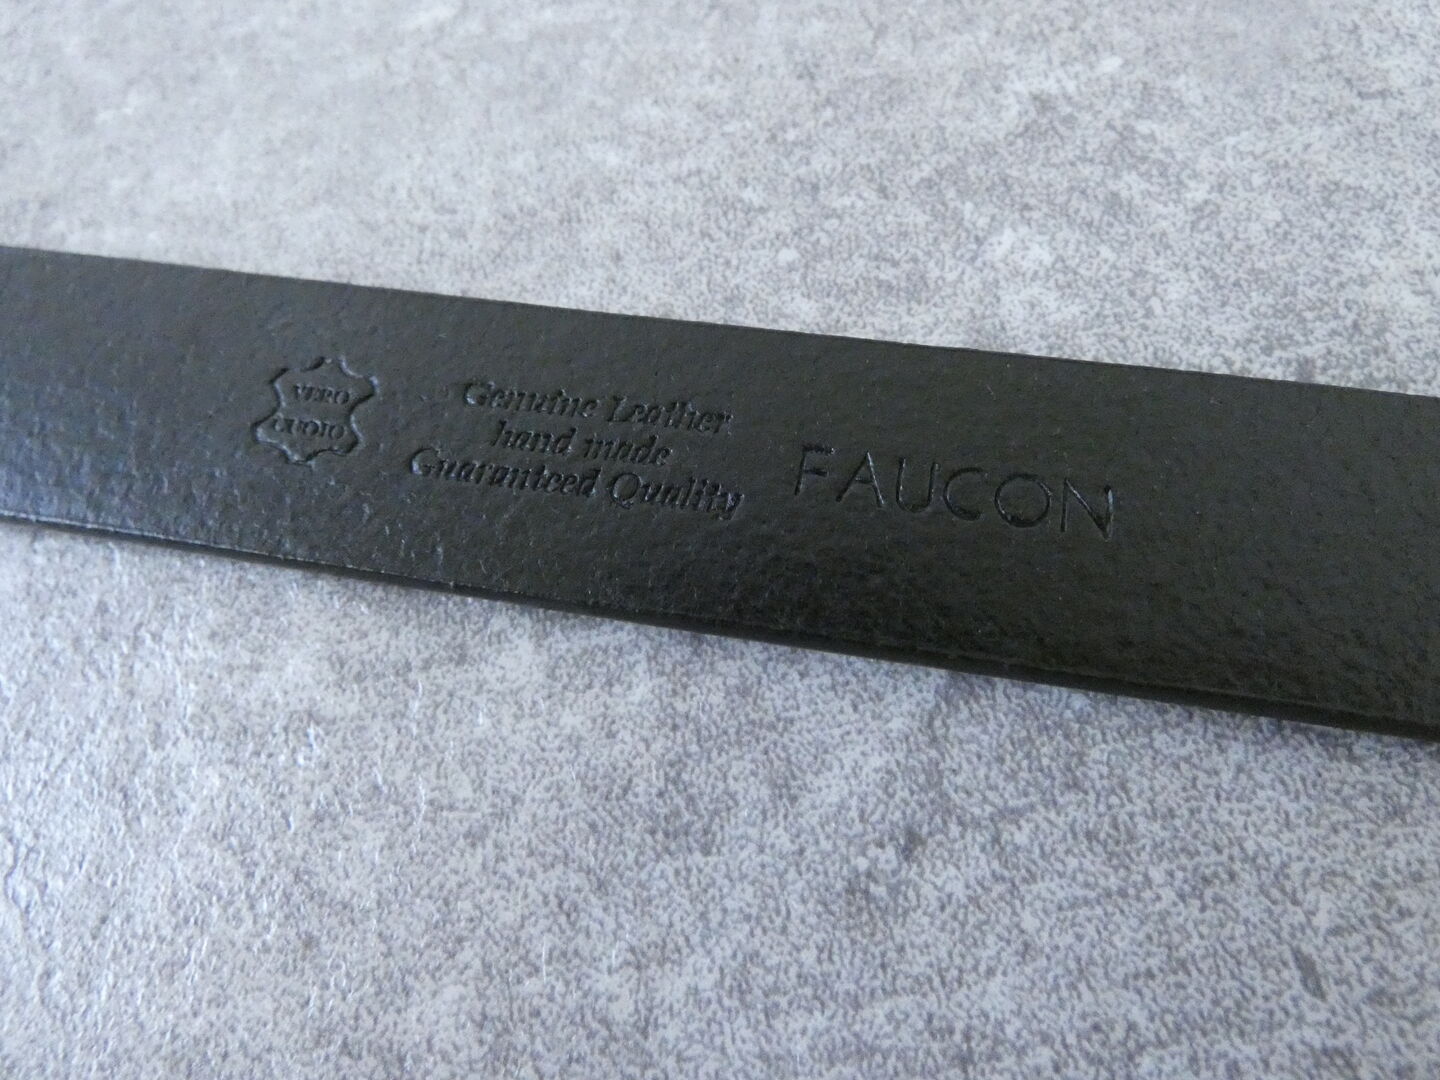 VERO
CUOIO
Genuine Leather
hand made
Guaranteed Quality
FAUCON